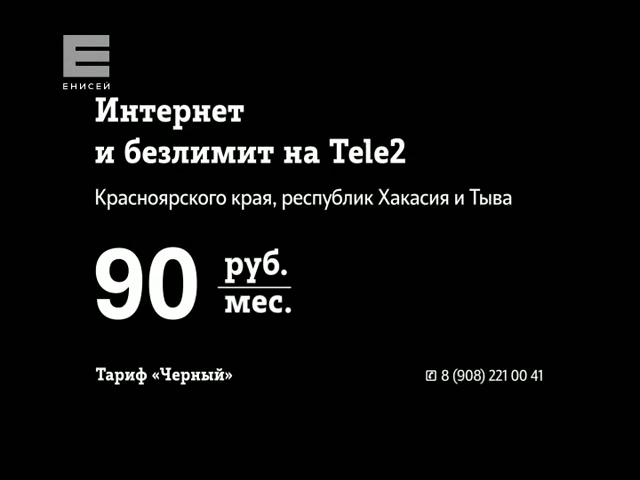 ЕНИСЕЙ
Интернет
и безлимит на Tele2
Красноярского края, республик Хакасия и Тыва
90 руб.
мес.
Тариф «Черный»
✆ 8 (908) 221 00 41